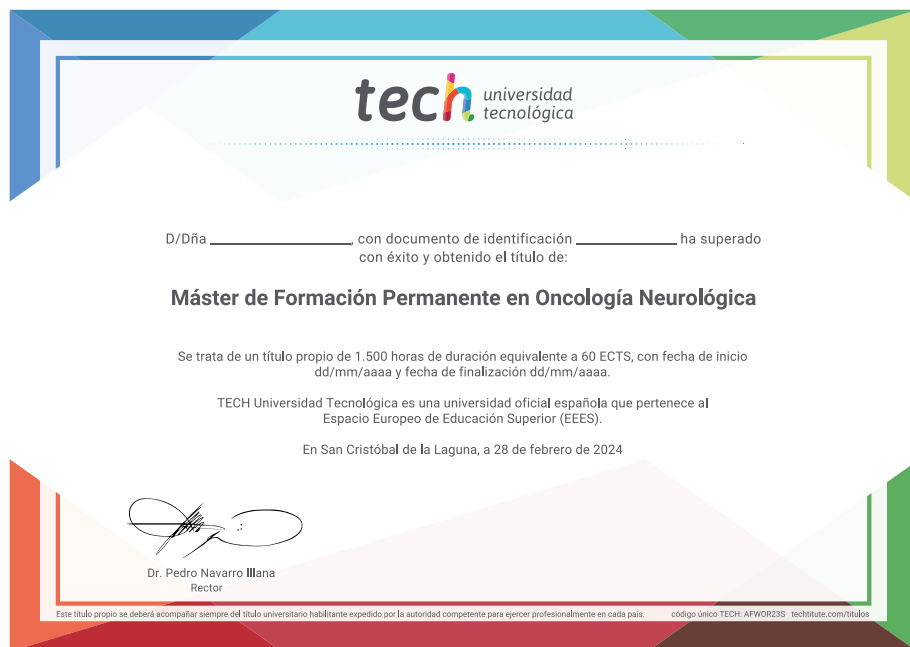 tech universidad
tecnológica
D/Dña ____________________, con documento de identificación ______________ ha superado
con éxito y obtenido el título de:
Máster de Formación Permanente en Oncología Neurológica
Se trata de un título propio de 1.500 horas de duración equivalente a 60 ECTS, con fecha de inicio
dd/mm/aaaa y fecha de finalización dd/mm/aaaa.
TECH Universidad Tecnológica es una universidad oficial española que pertenece al
Espacio Europeo de Educación Superior (EEES).
En San Cristóbal de la Laguna, a 28 de febrero de 2024
Dr. Pedro Navarro Illana
Rector
Este título propio se deberá acompañar siempre del título universitario habilitante expedido por la autoridad competente para ejercer profesionalmente en cada país. código único TECH: AFWOR23S techtitute.com/titulos